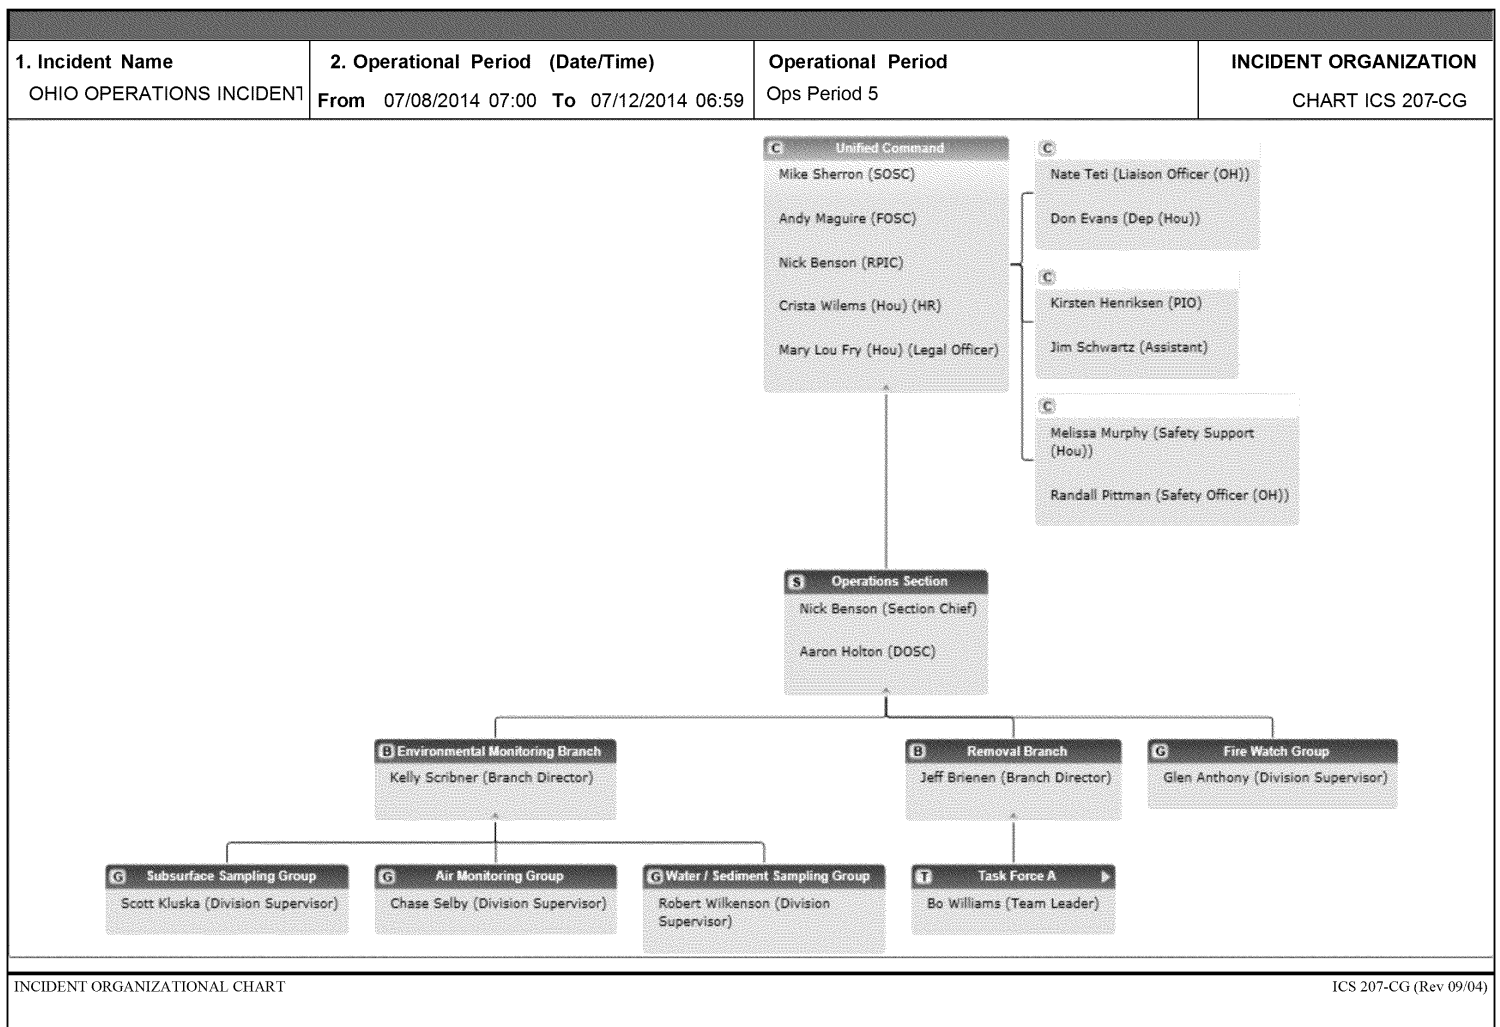 1. Incident Name
OHIO OPERATIONS INCIDENT
2. Operational Period (Date/Time)
From 07/08/2014 07:00 To 07/12/2014 06:59
Operational Period
Ops Period 5
INCIDENT ORGANIZATION
CHART ICS 207-CG
C Unified Command
Mike Sherron (SOSC)
Andy Maguire (FOSC)
Nick Benson (RPIC)
Crista Wilems (Hou) (HR)
Mary Lou Fry (Hou) (Legal Officer)
C
Nate Teti (Liaison Officer (OH))
Don Evans (Dep (Hou))
C
Kirsten Henriksen (PIO)
Jim Schwartz (Assistant)
C
Melissa Murphy (Safety Support
(Hou))
Randall Pittman (Safety Officer (OH))
S Operations Section
Nick Benson (Section Chief)
Aaron Holton (DOSC)
B Environmental Monitoring Branch
Kelly Scribner (Branch Director)
B Removal Branch
Jeff Brienen (Branch Director)
G Fire Watch Group
Glen Anthony (Division Supervisor)
G Subsurface Sampling Group
Scott Kluska (Division Supervisor)
G Air Monitoring Group
Chase Selby (Division Supervisor)
G Water / Sediment Sampling Group
Robert Wilkenson (Division
Supervisor)
T Task Force A
Bo Williams (Team Leader)
INCIDENT ORGANIZATIONAL CHART
ICS 207-CG (Rev 09/04)